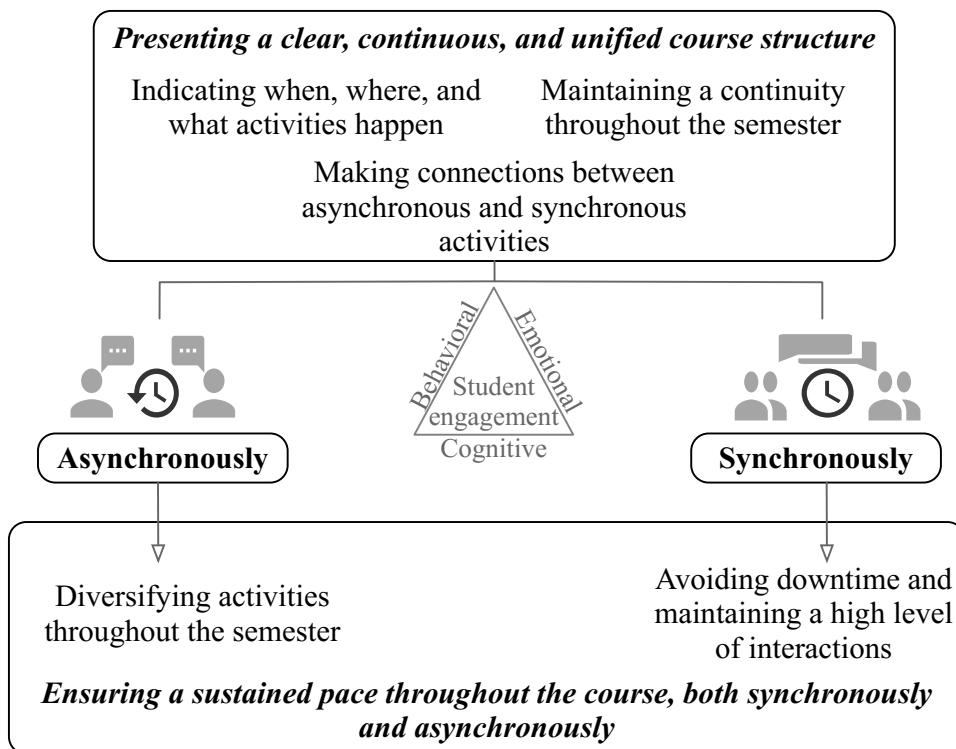 Presenting a clear, continuous, and unified course structure
Indicating when, where, and
what activities happen
Maintaining a continuity
throughout the semester
Making connections between
asynchronous and synchronous
activities
Behavioral
Emotional
Student
engagement
Cognitive
Asynchronously
Synchronously
Diversifying activities
throughout the semester
Avoiding downtime and
maintaining a high level
of interactions
Ensuring a sustained pace throughout the course, both synchronously
and asynchronously